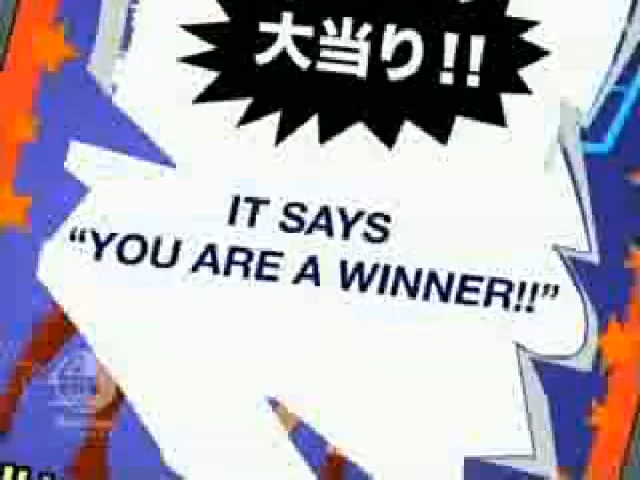 大当り!!
IT SAYS
“YOU ARE A WINNER!!”